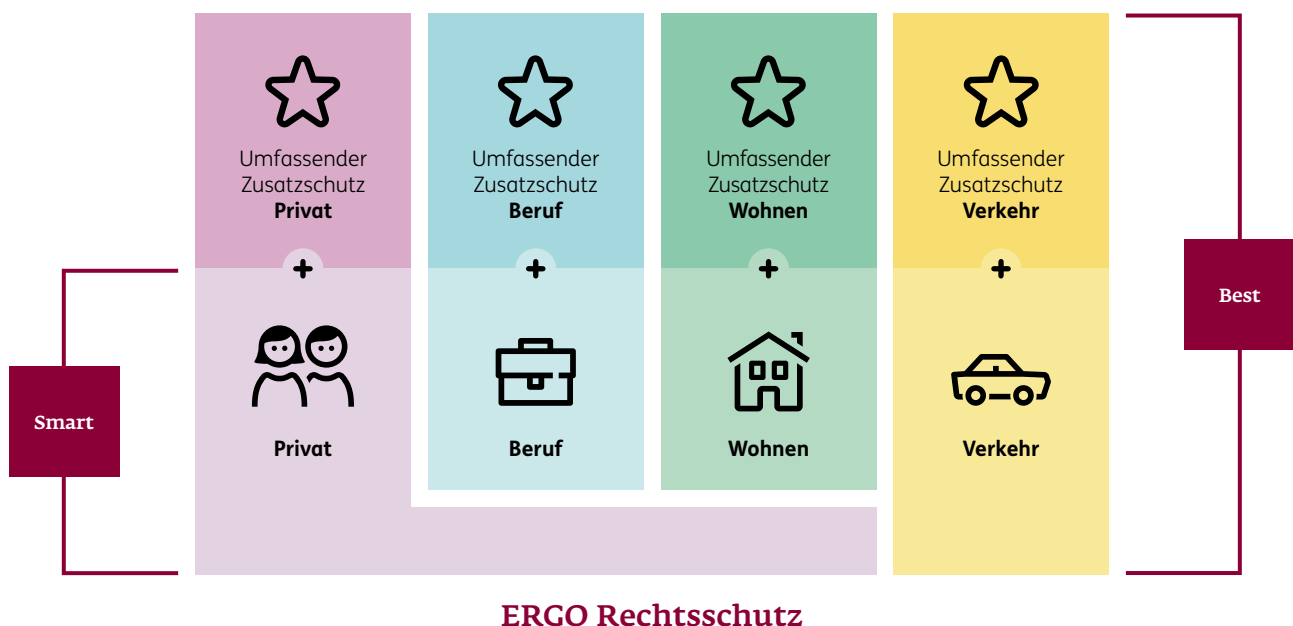 Umfassender
Zusatzschutz
Privat
Umfassender
Zusatzschutz
Beruf
Umfassender
Zusatzschutz
Wohnen
Umfassender
Zusatzschutz
Verkehr
+
+
+
+
Best
Smart
Privat
Beruf
Wohnen
Verkehr
ERGO Rechtsschutz